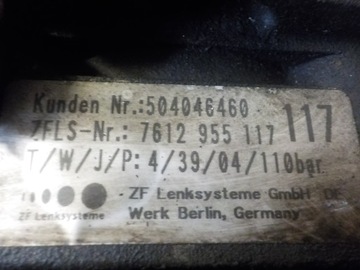 Kunden Nr.:504046460
ZFLS-Nr.: 7612 955 117 117
T/W/J/P: 4/39/04/110bar
ZF Lenksysteme GmbH DE
ZF Lenksysteme Werk Berlin, Germany